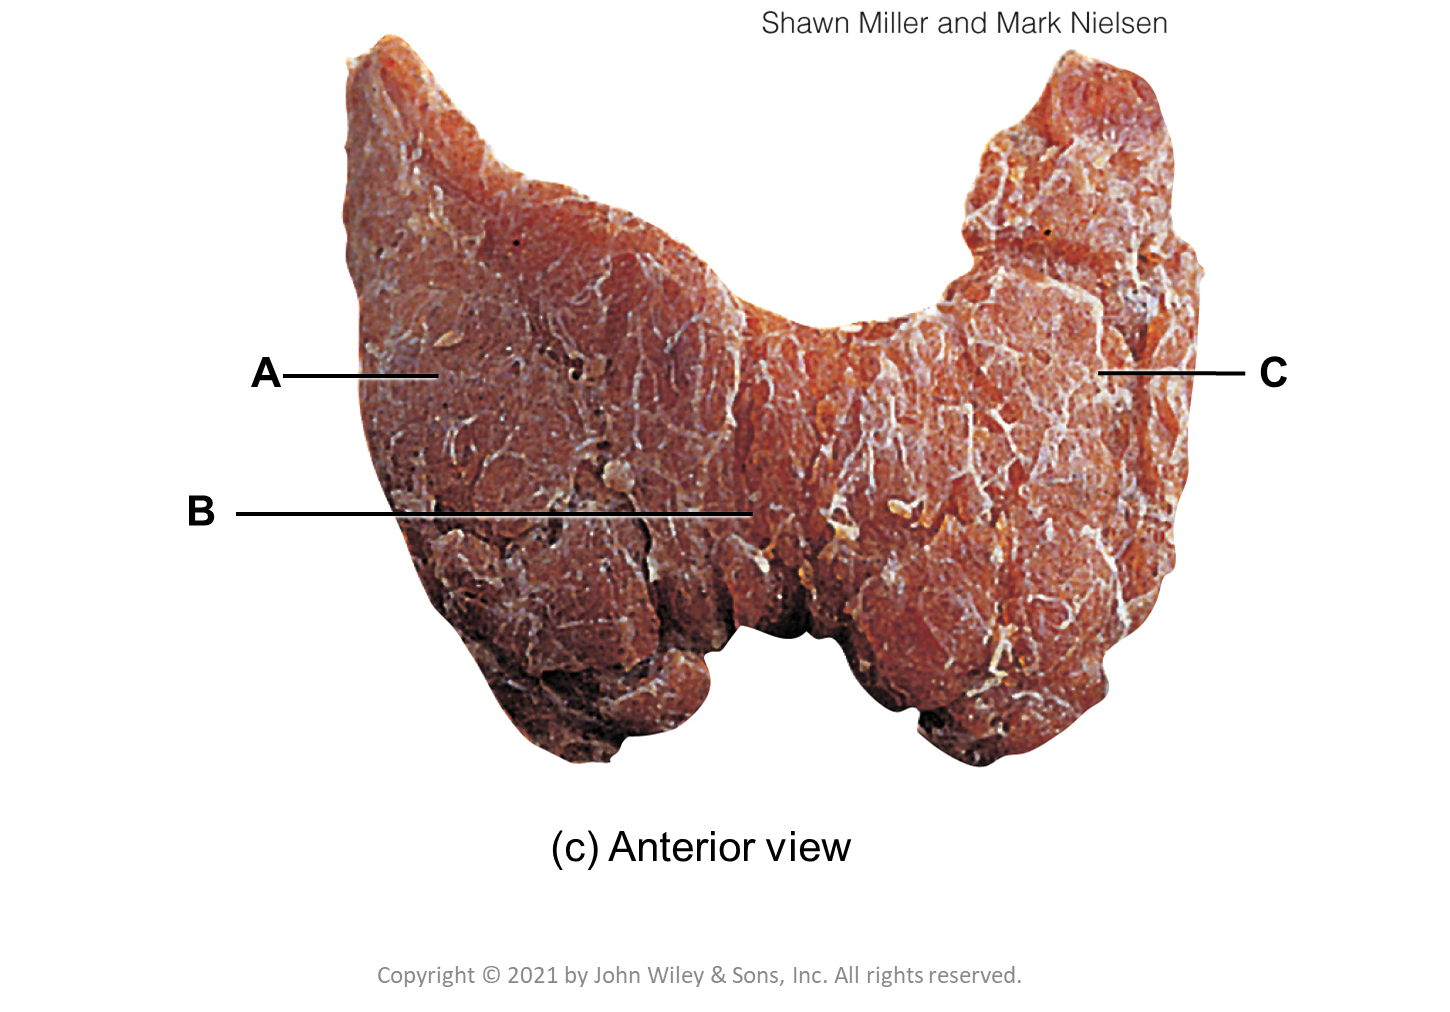 Shawn Miller and Mark Nielsen
A
C
B
(c) Anterior view
Copyright © 2021 by John Wiley & Sons, Inc. All rights reserved.